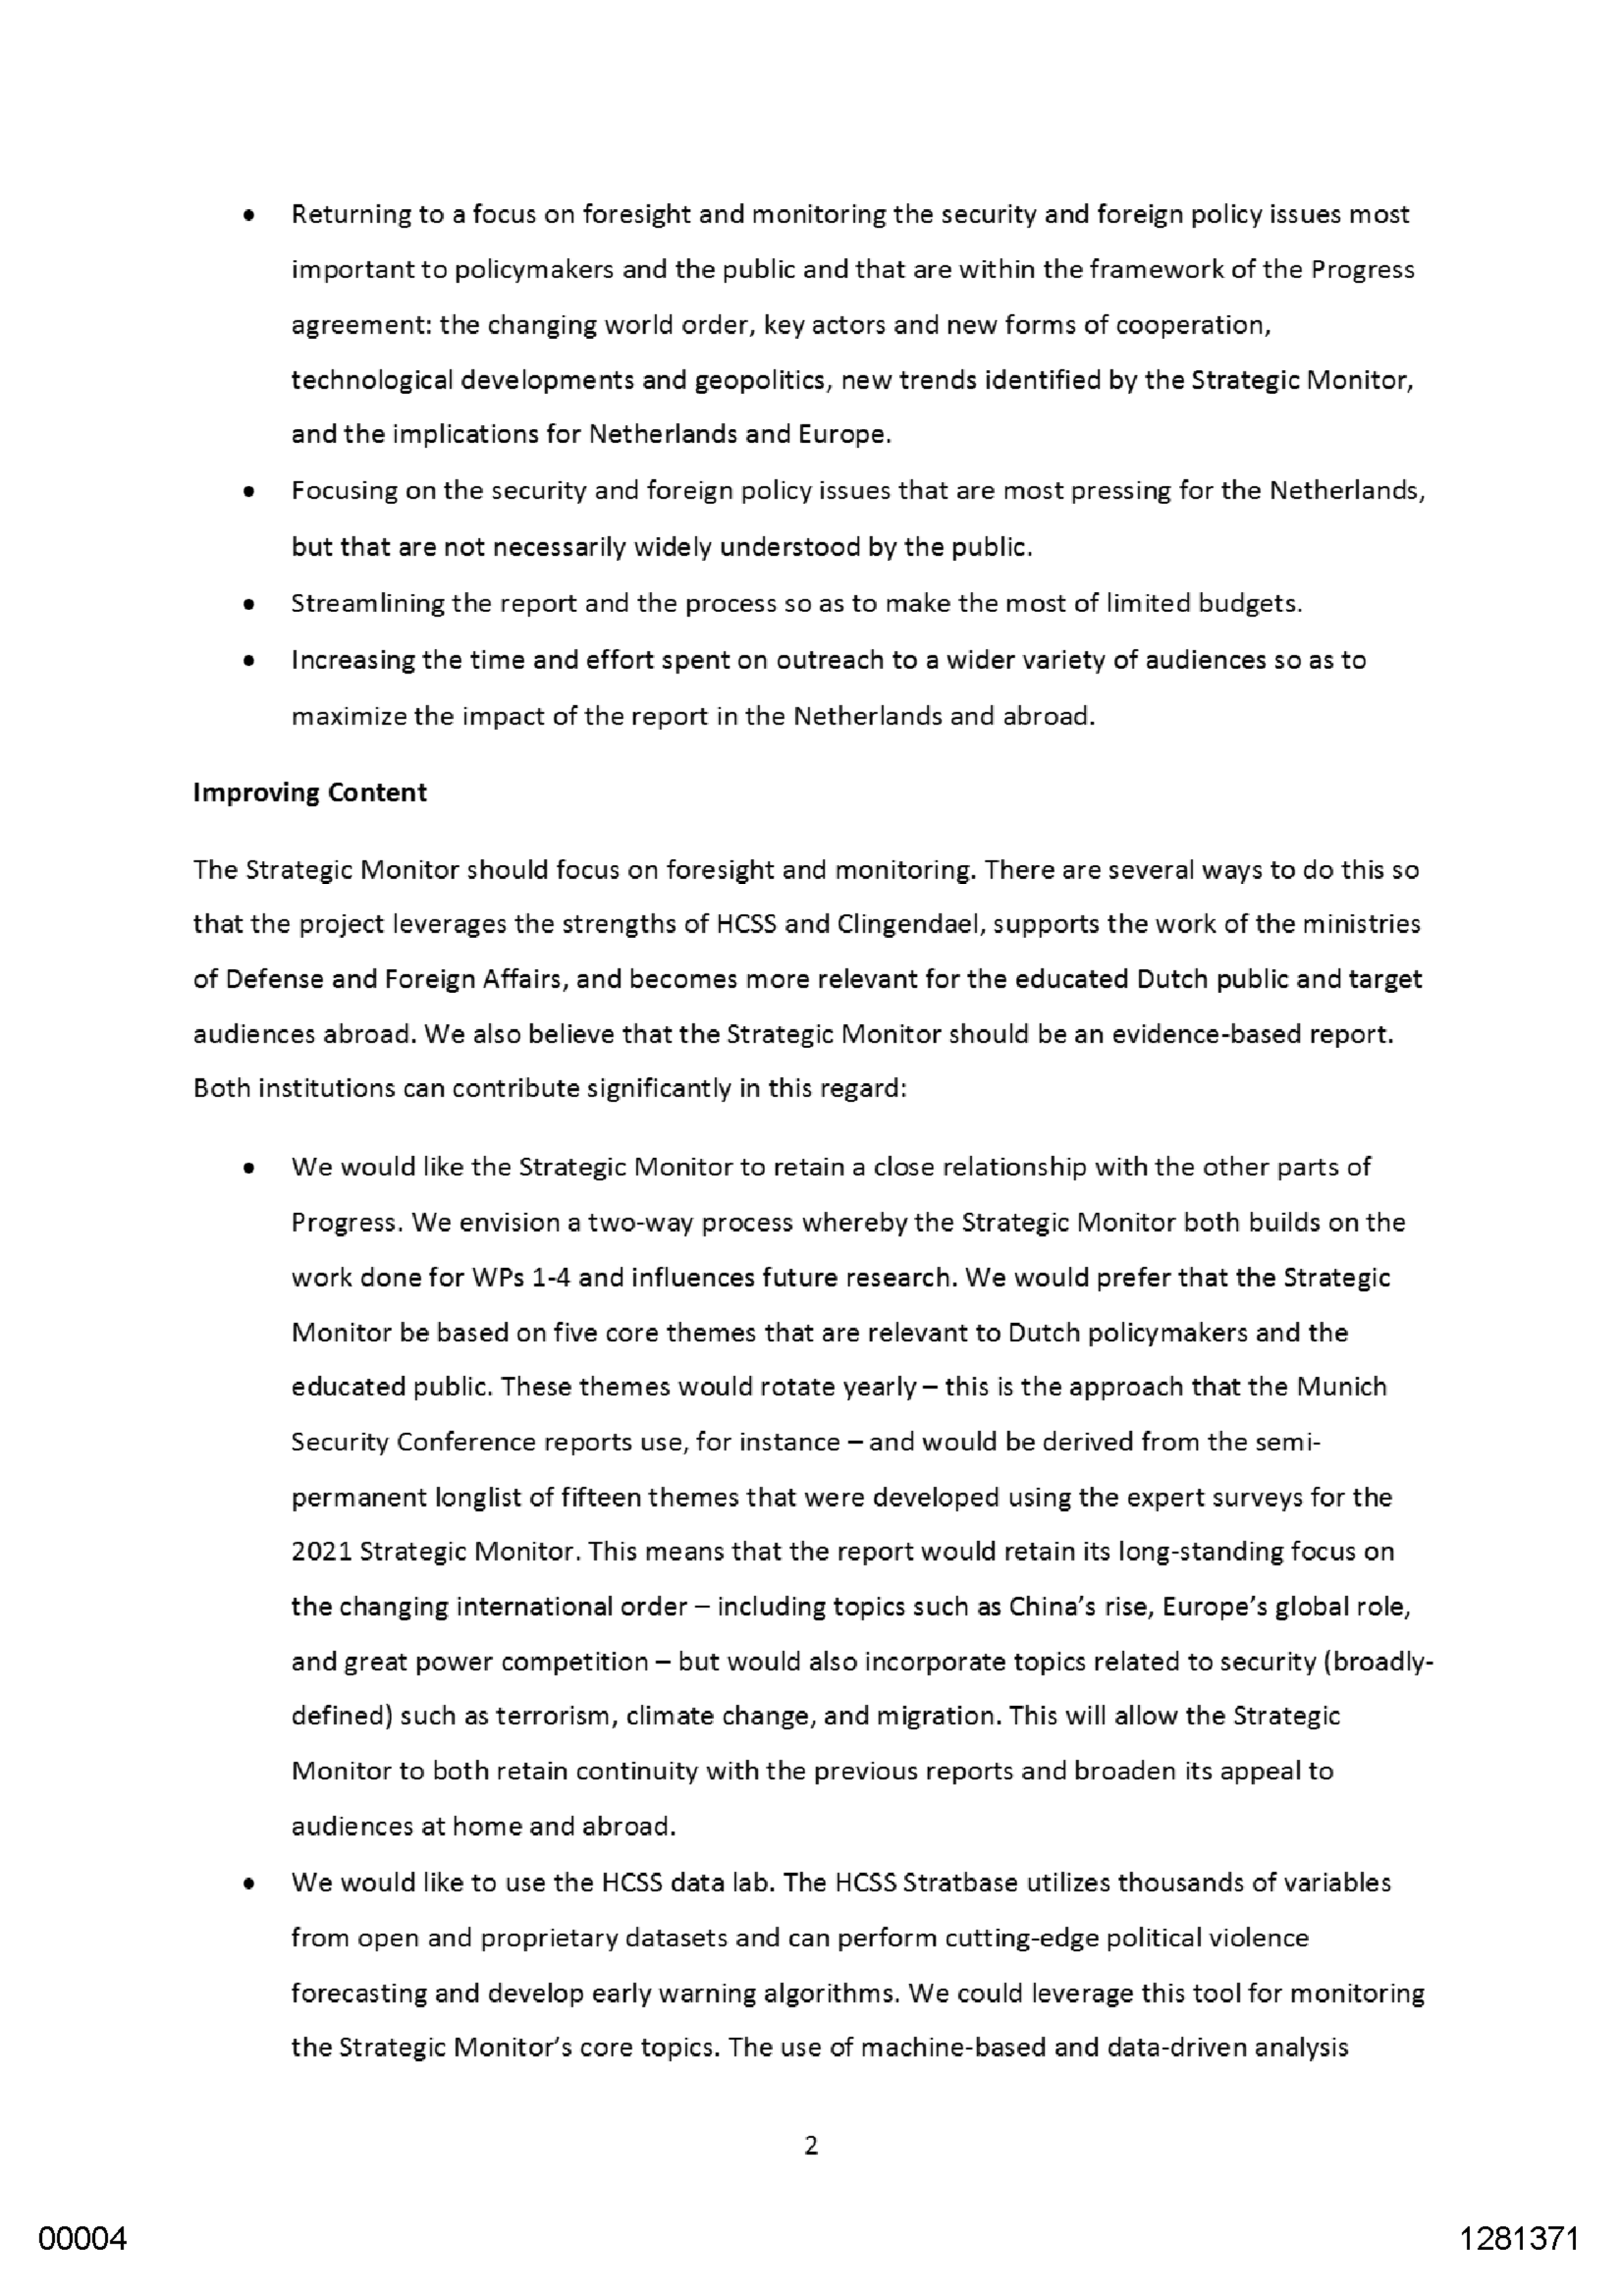 • Returning to a focus on foresight and monitoring the security and foreign policy issues most
important to policymakers and the public and that are within the framework of the Progress
agreement: the changing world order, key actors and new forms of cooperation,
technological developments and geopolitics, new trends identified by the Strategic Monitor,
and the implications for Netherlands and Europe.
• Focusing on the security and foreign policy issues that are most pressing for the Netherlands,
but that are not necessarily widely understood by the public.
• Streamlining the report and the process so as to make the most of limited budgets.
• Increasing the time and effort spent on outreach to a wider variety of audiences so as to
maximize the impact of the report in the Netherlands and abroad.
Improving Content
The Strategic Monitor should focus on foresight and monitoring. There are several ways to do this so
that the project leverages the strengths of HCSS and Clingendael, supports the work of the ministries
of Defense and Foreign Affairs, and becomes more relevant for the educated Dutch public and target
audiences abroad. We also believe that the Strategic Monitor should be an evidence-based report.
Both institutions can contribute significantly in this regard:
• We would like the Strategic Monitor to retain a close relationship with the other parts of
Progress. We envision a two-way process whereby the Strategic Monitor both builds on the
work done for WPs 1-4 and influences future research. We would prefer that the Strategic
Monitor be based on five core themes that are relevant to Dutch policymakers and the
educated public. These themes would rotate yearly – this is the approach that the Munich
Security Conference reports use, for instance – and would be derived from the semi-
permanent longlist of fifteen themes that were developed using the expert surveys for the
2021 Strategic Monitor. This means that the report would retain its long-standing focus on
the changing international order – including topics such as China's rise, Europe's global role,
and great power competition – but would also incorporate topics related to security (broadly-
defined) such as terrorism, climate change, and migration. This will allow the Strategic
Monitor to both retain continuity with the previous reports and broaden its appeal to
audiences at home and abroad.
• We would like to use the HCSS data lab. The HCSS Stratbase utilizes thousands of variables
from open and proprietary datasets and can perform cutting-edge political violence
forecasting and develop early warning algorithms. We could leverage this tool for monitoring
the Strategic Monitor's core topics. The use of machine-based and data-driven analysis
2
00004
1281371